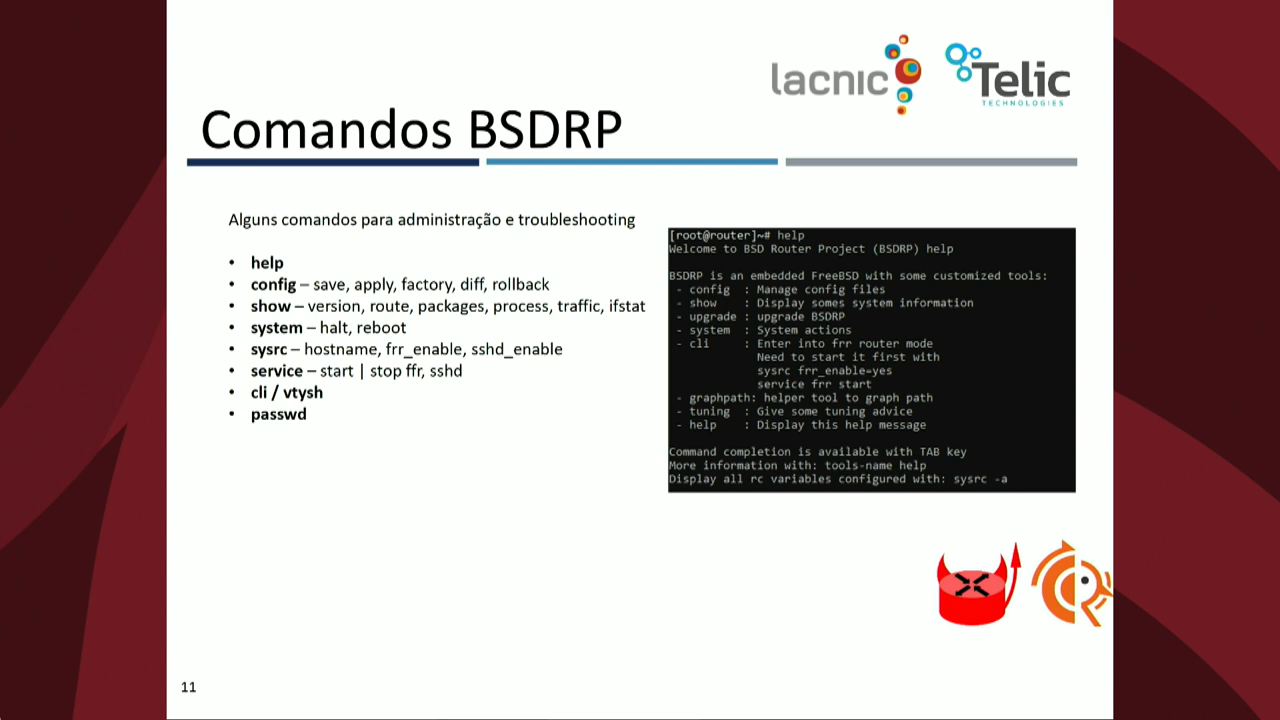 lacnic
Telic
TECHNOLOGIES
Comandos BSDRP
Alguns comandos para administração e troubleshooting
• help
• config – save, apply, factory, diff, rollback
• show – version, route, packages, process, traffic, ifstat
• system – halt, reboot
• sysrc – hostname, frr_enable, sshd_enable
• service – start | stop ffr, sshd
• cli / vtysh
• passwd
[root@router]~# help
Welcome to BSD Router Project (BSDRP) help
BSDRP is an embedded FreeBSD with some customized tools:
- config : Manage config files
- show : Display somes system information
- upgrade : upgrade BSDRP
- system : System actions
- cli : Enter into frr router mode
Need to start it first with
sysrc frr_enable=yes
service frr start
- graphpath: helper tool to graph path
- tuning : Give some tuning advice
- help : Display this help message
Command completion is available with TAB key
More information with: tools-name help
Display all rc variables configured with: sysrc -a
11